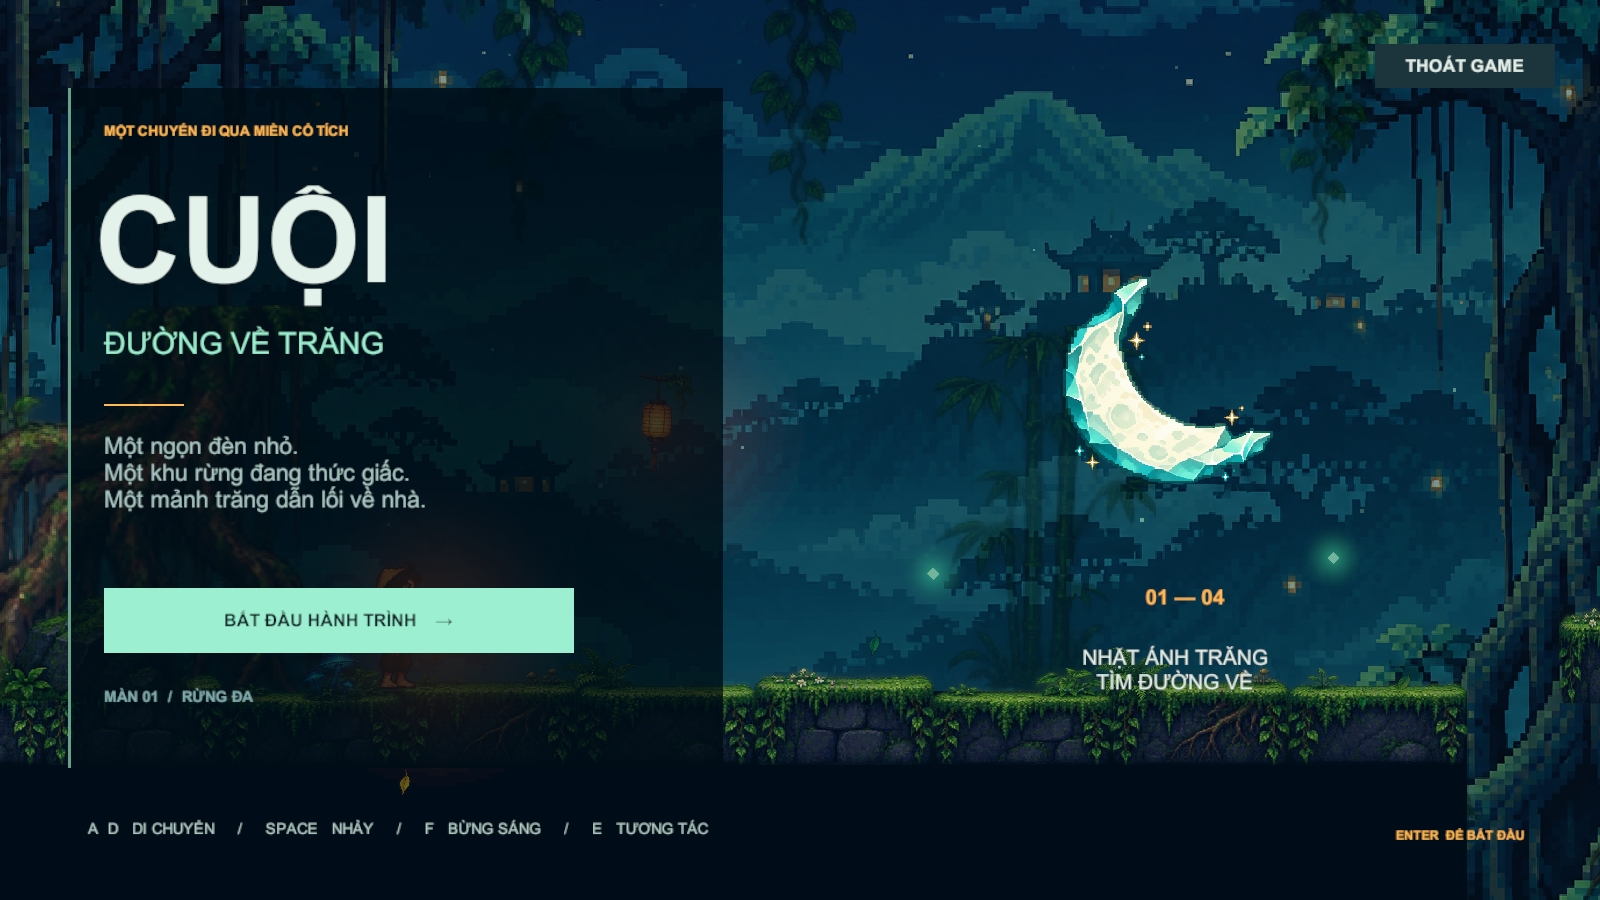 THOÁT GAME
MỘT CHUYẾN ĐI QUA MIỀN CỔ TÍCH
CUỘI
ĐƯỜNG VỀ TRĂNG
Một ngọn đèn nhỏ.
Một khu rừng đang thức giấc.
Một mảnh trăng dẫn lối về nhà.
BẮT ĐẦU HÀNH TRÌNH →
MÀN 01 / RỪNG ĐA
01 — 04
NHẶT ÁNH TRĂNG
TÌM ĐƯỜNG VỀ
A D DI CHUYỂN / SPACE NHẢY / F BỪNG SÁNG / E TƯƠNG TÁC
ENTER ĐỂ BẮT ĐẦU